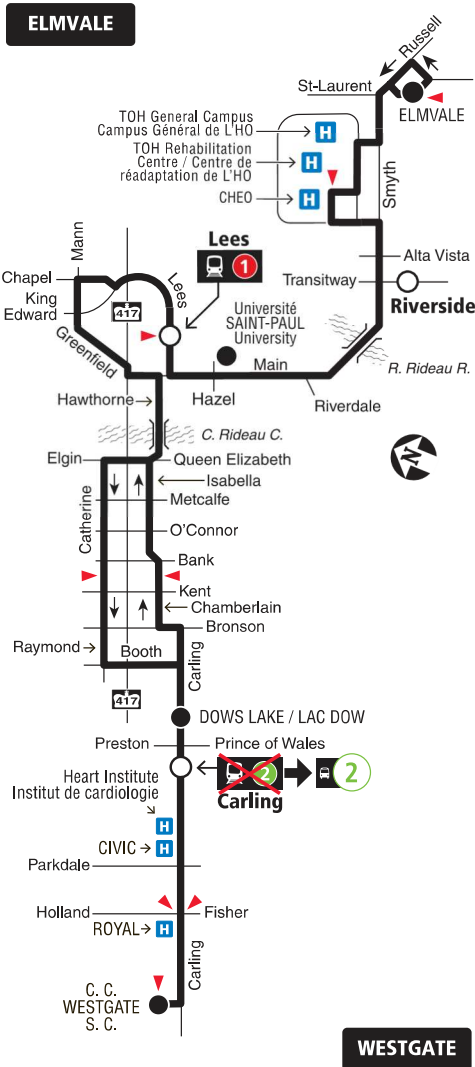 ELMVALE
Russell
St-Laurent
ELMVALE
TOH General Campus
Campus Général de L'HO
H
TOH Rehabilitation
Centre / Centre de
réadaptation de L'HO
H
CHEO
H
Smyth
Alta Vista
Transitway
Riverside
Mann
Lees
1
Lees
Chapel
King
Edward
417
Greenfield
Université
SAINT-PAUL
University
Main
R. Rideau R.
Hawthorne
Hazel
Riverdale
C. Rideau C.
N
Elgin
Queen Elizabeth
Isabella
Catherine
Metcalfe
O'Connor
Bank
Kent
Chamberlain
Bronson
Raymond
Booth
Carling
417
DOWS LAKE / LAC DOW
Preston
Prince of Wales
2
2
Carling
Heart Institute
Institut de cardiologie
H
CIVIC
H
Parkdale
Holland
Fisher
ROYAL
H
Carling
C. C.
WESTGATE
S. C.
WESTGATE